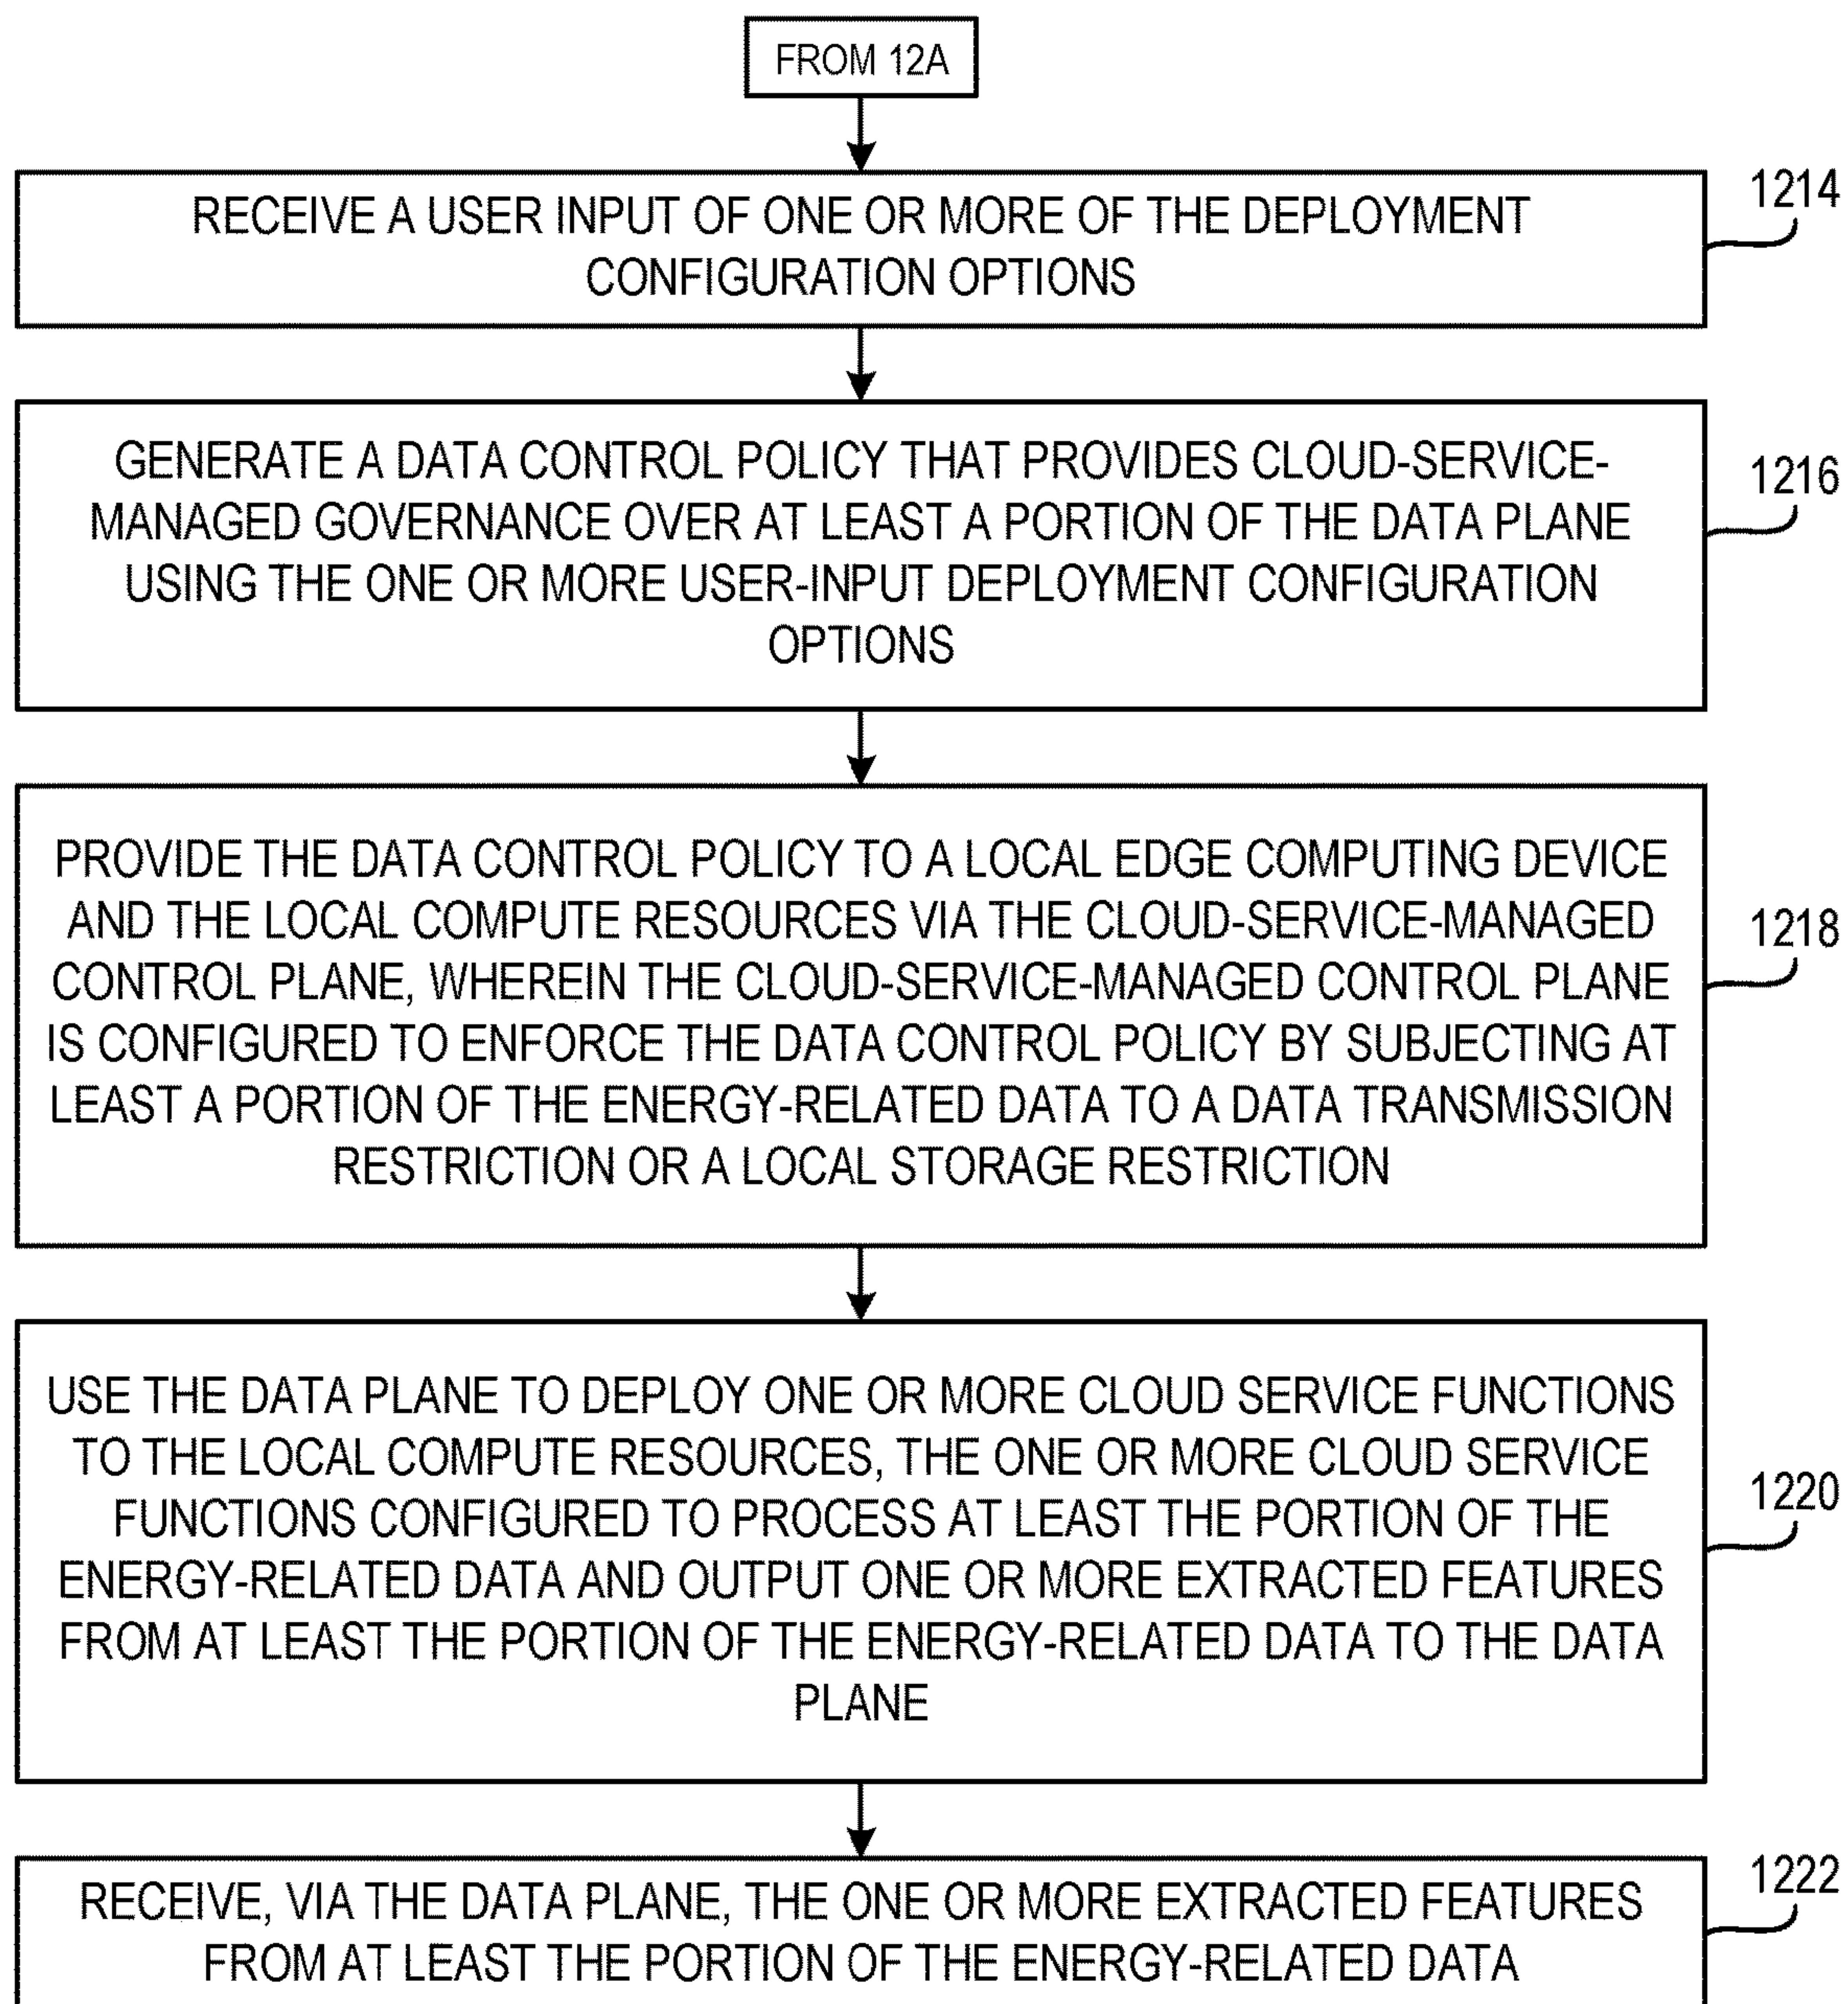 FROM 12A
RECEIVE A USER INPUT OF ONE OR MORE OF THE DEPLOYMENT
CONFIGURATION OPTIONS
1214
GENERATE A DATA CONTROL POLICY THAT PROVIDES CLOUD-SERVICE-
MANAGED GOVERNANCE OVER AT LEAST A PORTION OF THE DATA PLANE
USING THE ONE OR MORE USER-INPUT DEPLOYMENT CONFIGURATION
OPTIONS
1216
PROVIDE THE DATA CONTROL POLICY TO A LOCAL EDGE COMPUTING DEVICE
AND THE LOCAL COMPUTE RESOURCES VIA THE CLOUD-SERVICE-MANAGED
CONTROL PLANE, WHEREIN THE CLOUD-SERVICE-MANAGED CONTROL PLANE
IS CONFIGURED TO ENFORCE THE DATA CONTROL POLICY BY SUBJECTING AT
LEAST A PORTION OF THE ENERGY-RELATED DATA TO A DATA TRANSMISSION
RESTRICTION OR A LOCAL STORAGE RESTRICTION
1218
USE THE DATA PLANE TO DEPLOY ONE OR MORE CLOUD SERVICE FUNCTIONS
TO THE LOCAL COMPUTE RESOURCES, THE ONE OR MORE CLOUD SERVICE
FUNCTIONS CONFIGURED TO PROCESS AT LEAST THE PORTION OF THE
ENERGY-RELATED DATA AND OUTPUT ONE OR MORE EXTRACTED FEATURES
FROM AT LEAST THE PORTION OF THE ENERGY-RELATED DATA TO THE DATA
PLANE
1220
RECEIVE, VIA THE DATA PLANE, THE ONE OR MORE EXTRACTED FEATURES
FROM AT LEAST THE PORTION OF THE ENERGY-RELATED DATA
1222